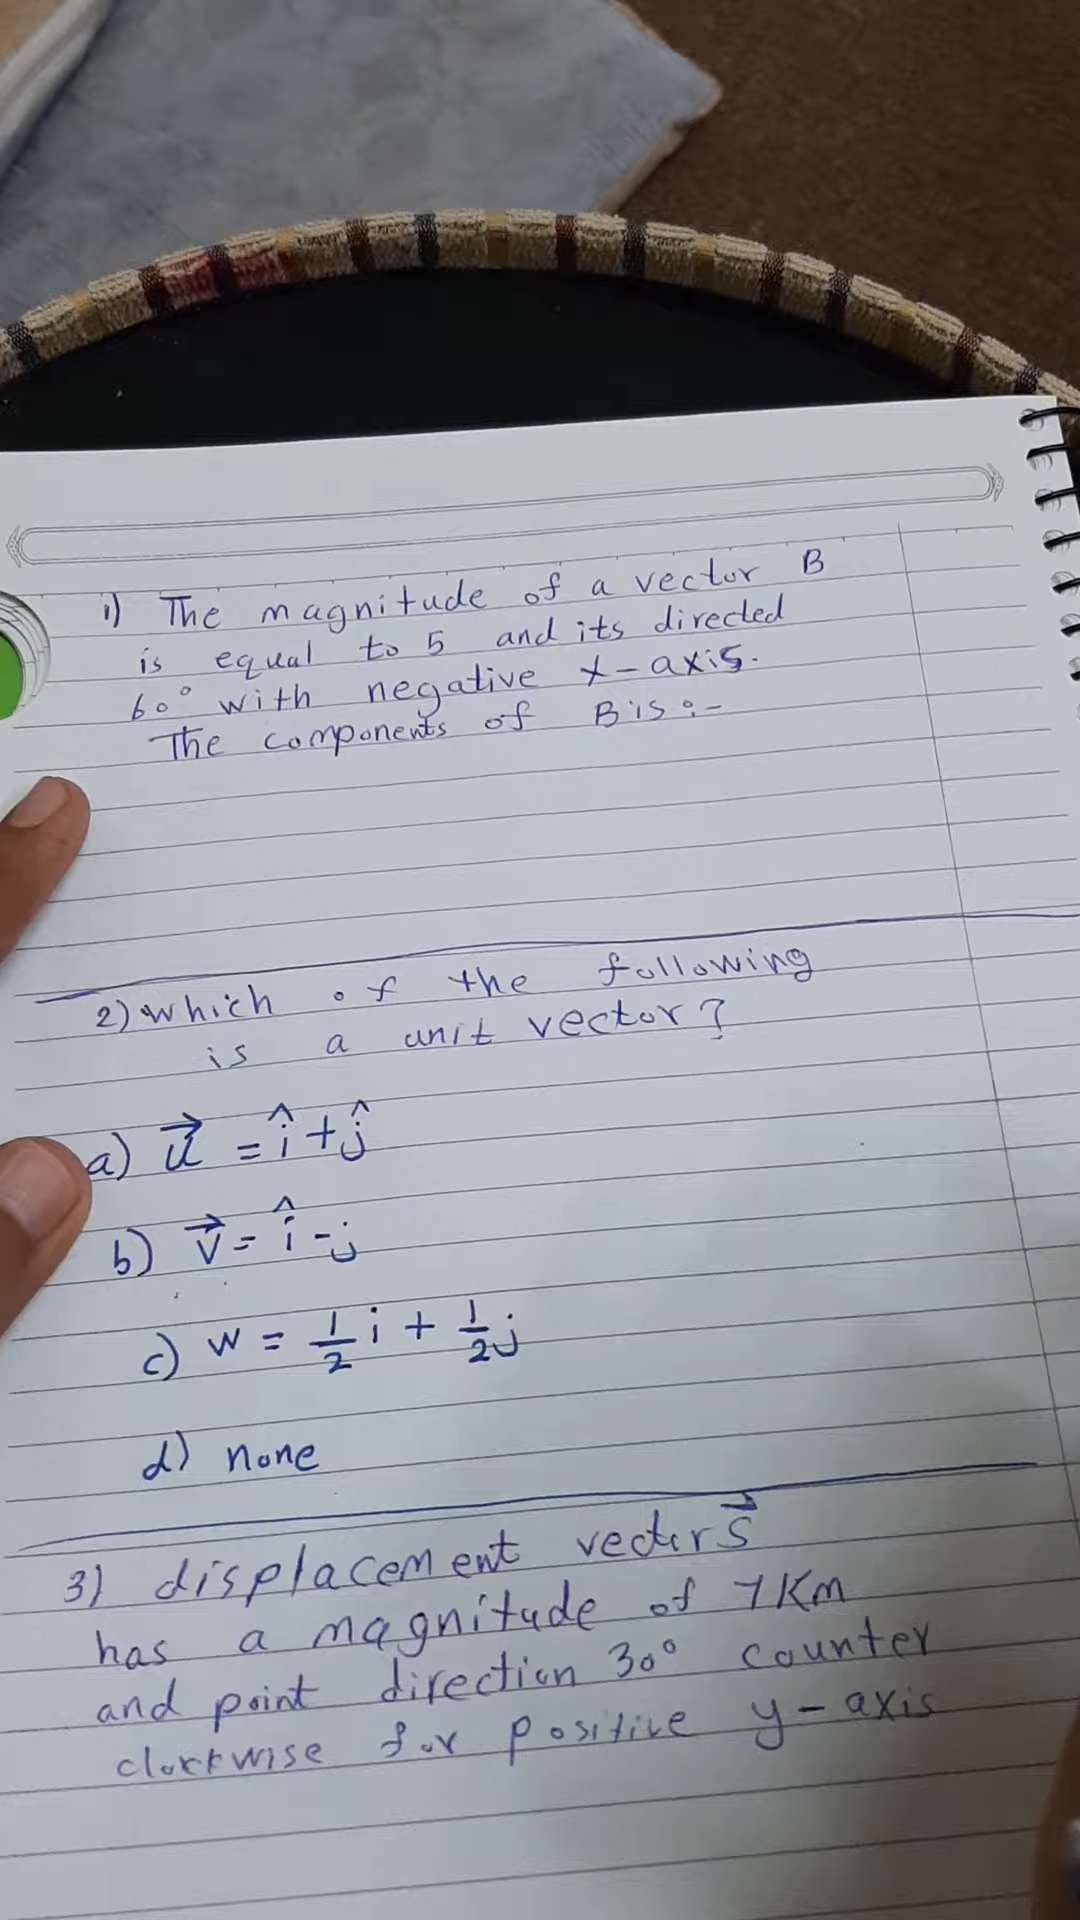 1) The magnitude of a vector B
is equal to 5 and its directed
60° with negative x-axis.
The components of B is :-
2) which of the following
is a unit vector?
a) u⃗ = î + ĵ
b) v⃗ = î - j
c) w = 1/2 i + 1/2 j
d) none
3) displacement vector s⃗
has a magnitude of 7 Km
and point direction 30° counter
clockwise for positive y-axis